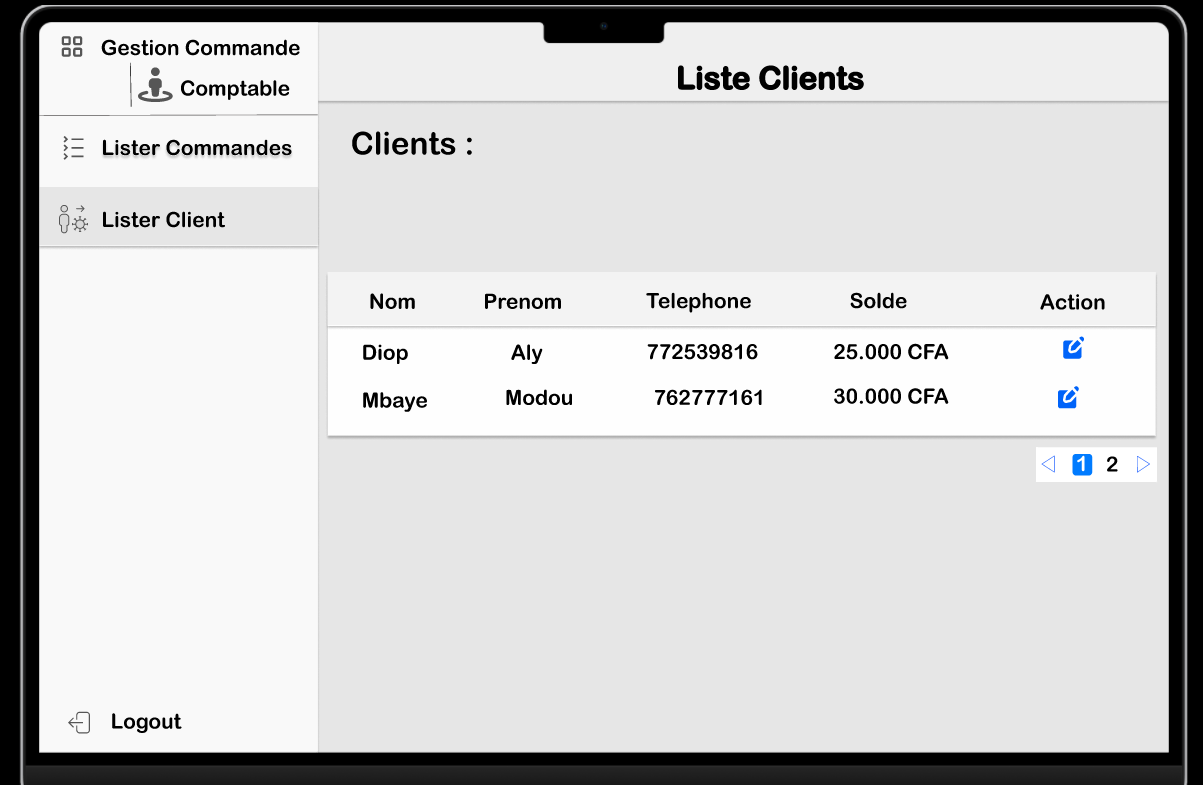 Gestion Commande
Comptable
Lister Commandes
Lister Client
Logout
Liste Clients
Clients :
Nom Prenom Telephone Solde Action
Diop Aly 772539816 25.000 CFA
Mbaye Modou 762777161 30.000 CFA
1 2